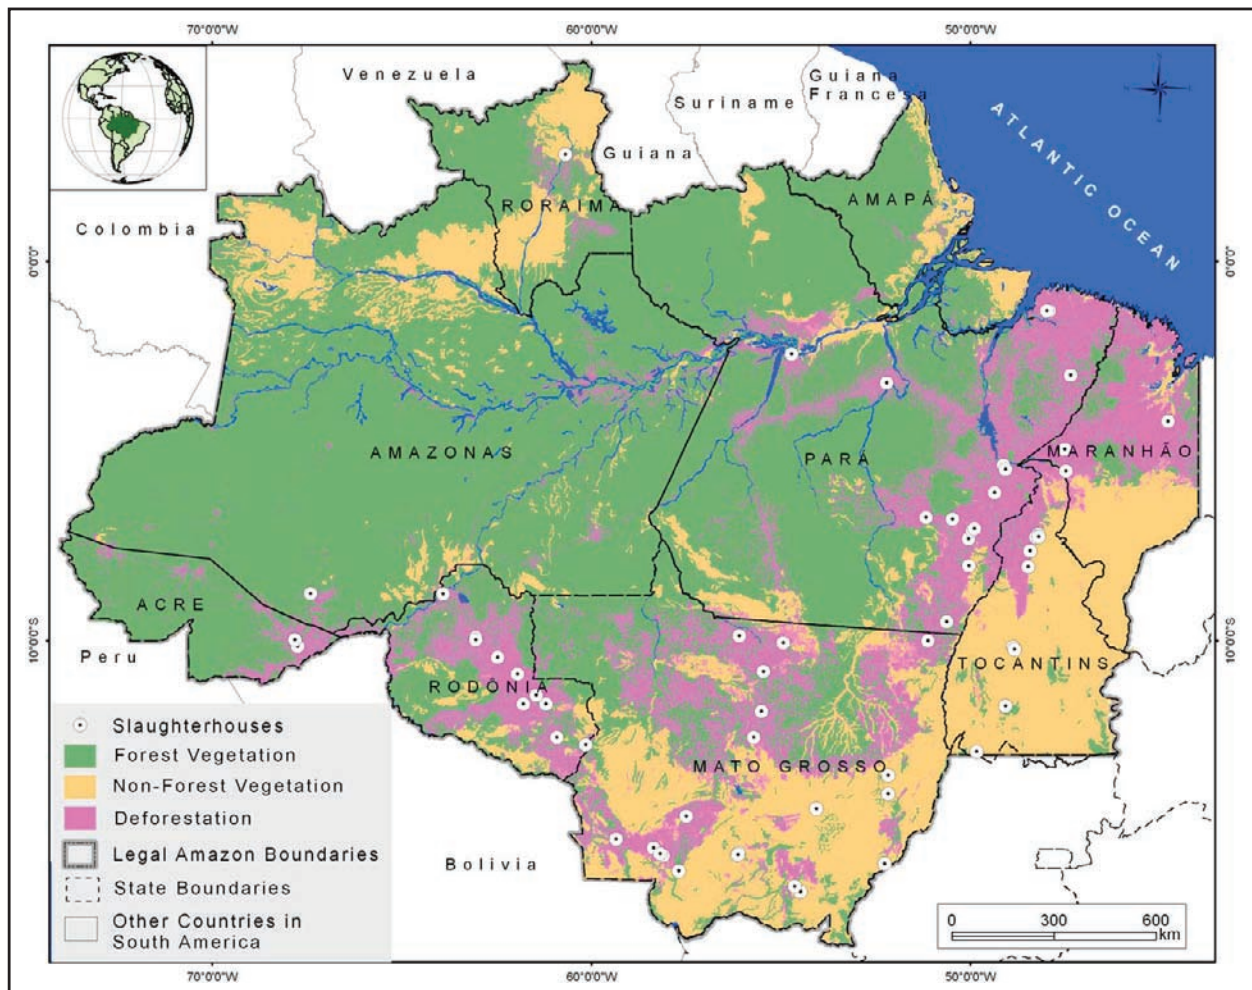 70°0'0"W 60°0'0"W 50°0'0"W
Venezuela
Guiana
Francesa
Suriname
Guiana
ATLANTIC OCEAN
Colombia
RORAIMA
AMAPÁ
0°0'0" 0°0'0"
AMAZONAS
PARÁ
MARANHÃO
ACRE
Peru
10°0'0"S 10°0'0"S
RODÔNIA
TOCANTINS
MATO GROSSO
Bolivia
Slaughterhouses
Forest Vegetation
Non-Forest Vegetation
Deforestation
Legal Amazon Boundaries
State Boundaries
Other Countries in
South America
0 300 600
km
70°0'0"W 60°0'0"W 50°0'0"W